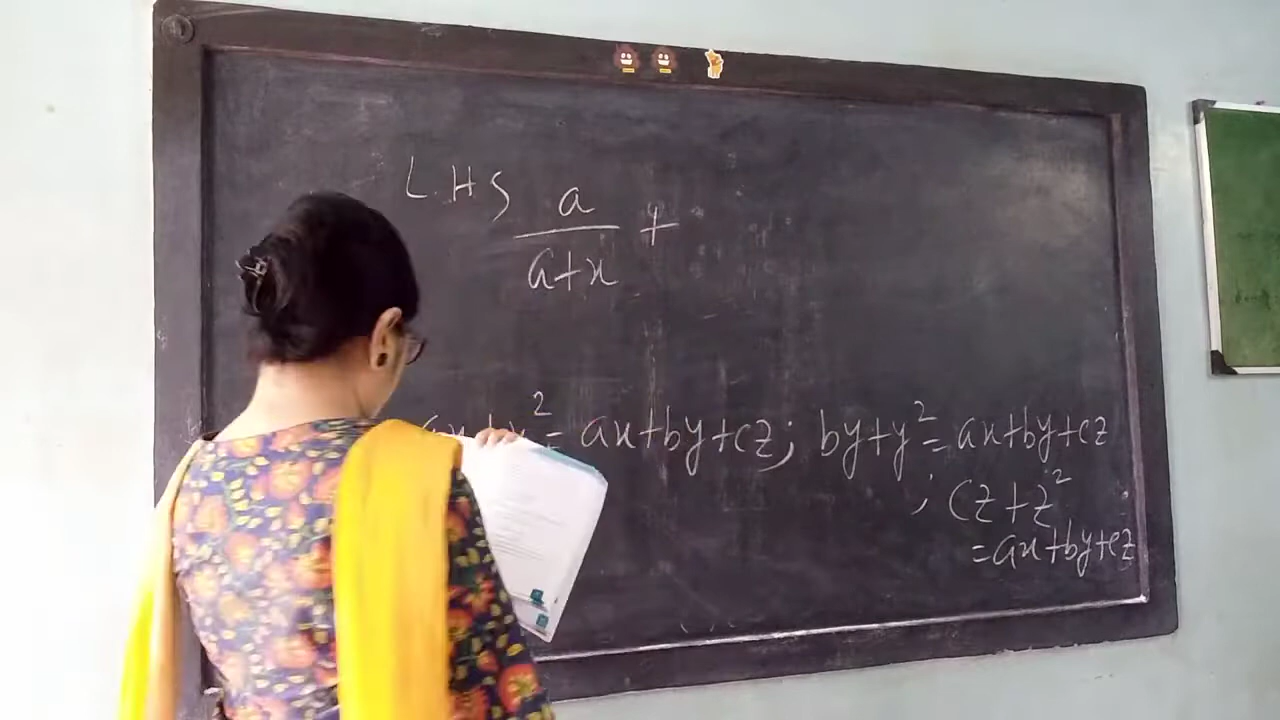 L.H.S a/a+x +
ax+x² = ax+by+cz; by+y² = ax+by+cz
; cz+z²
=ax+by+cz